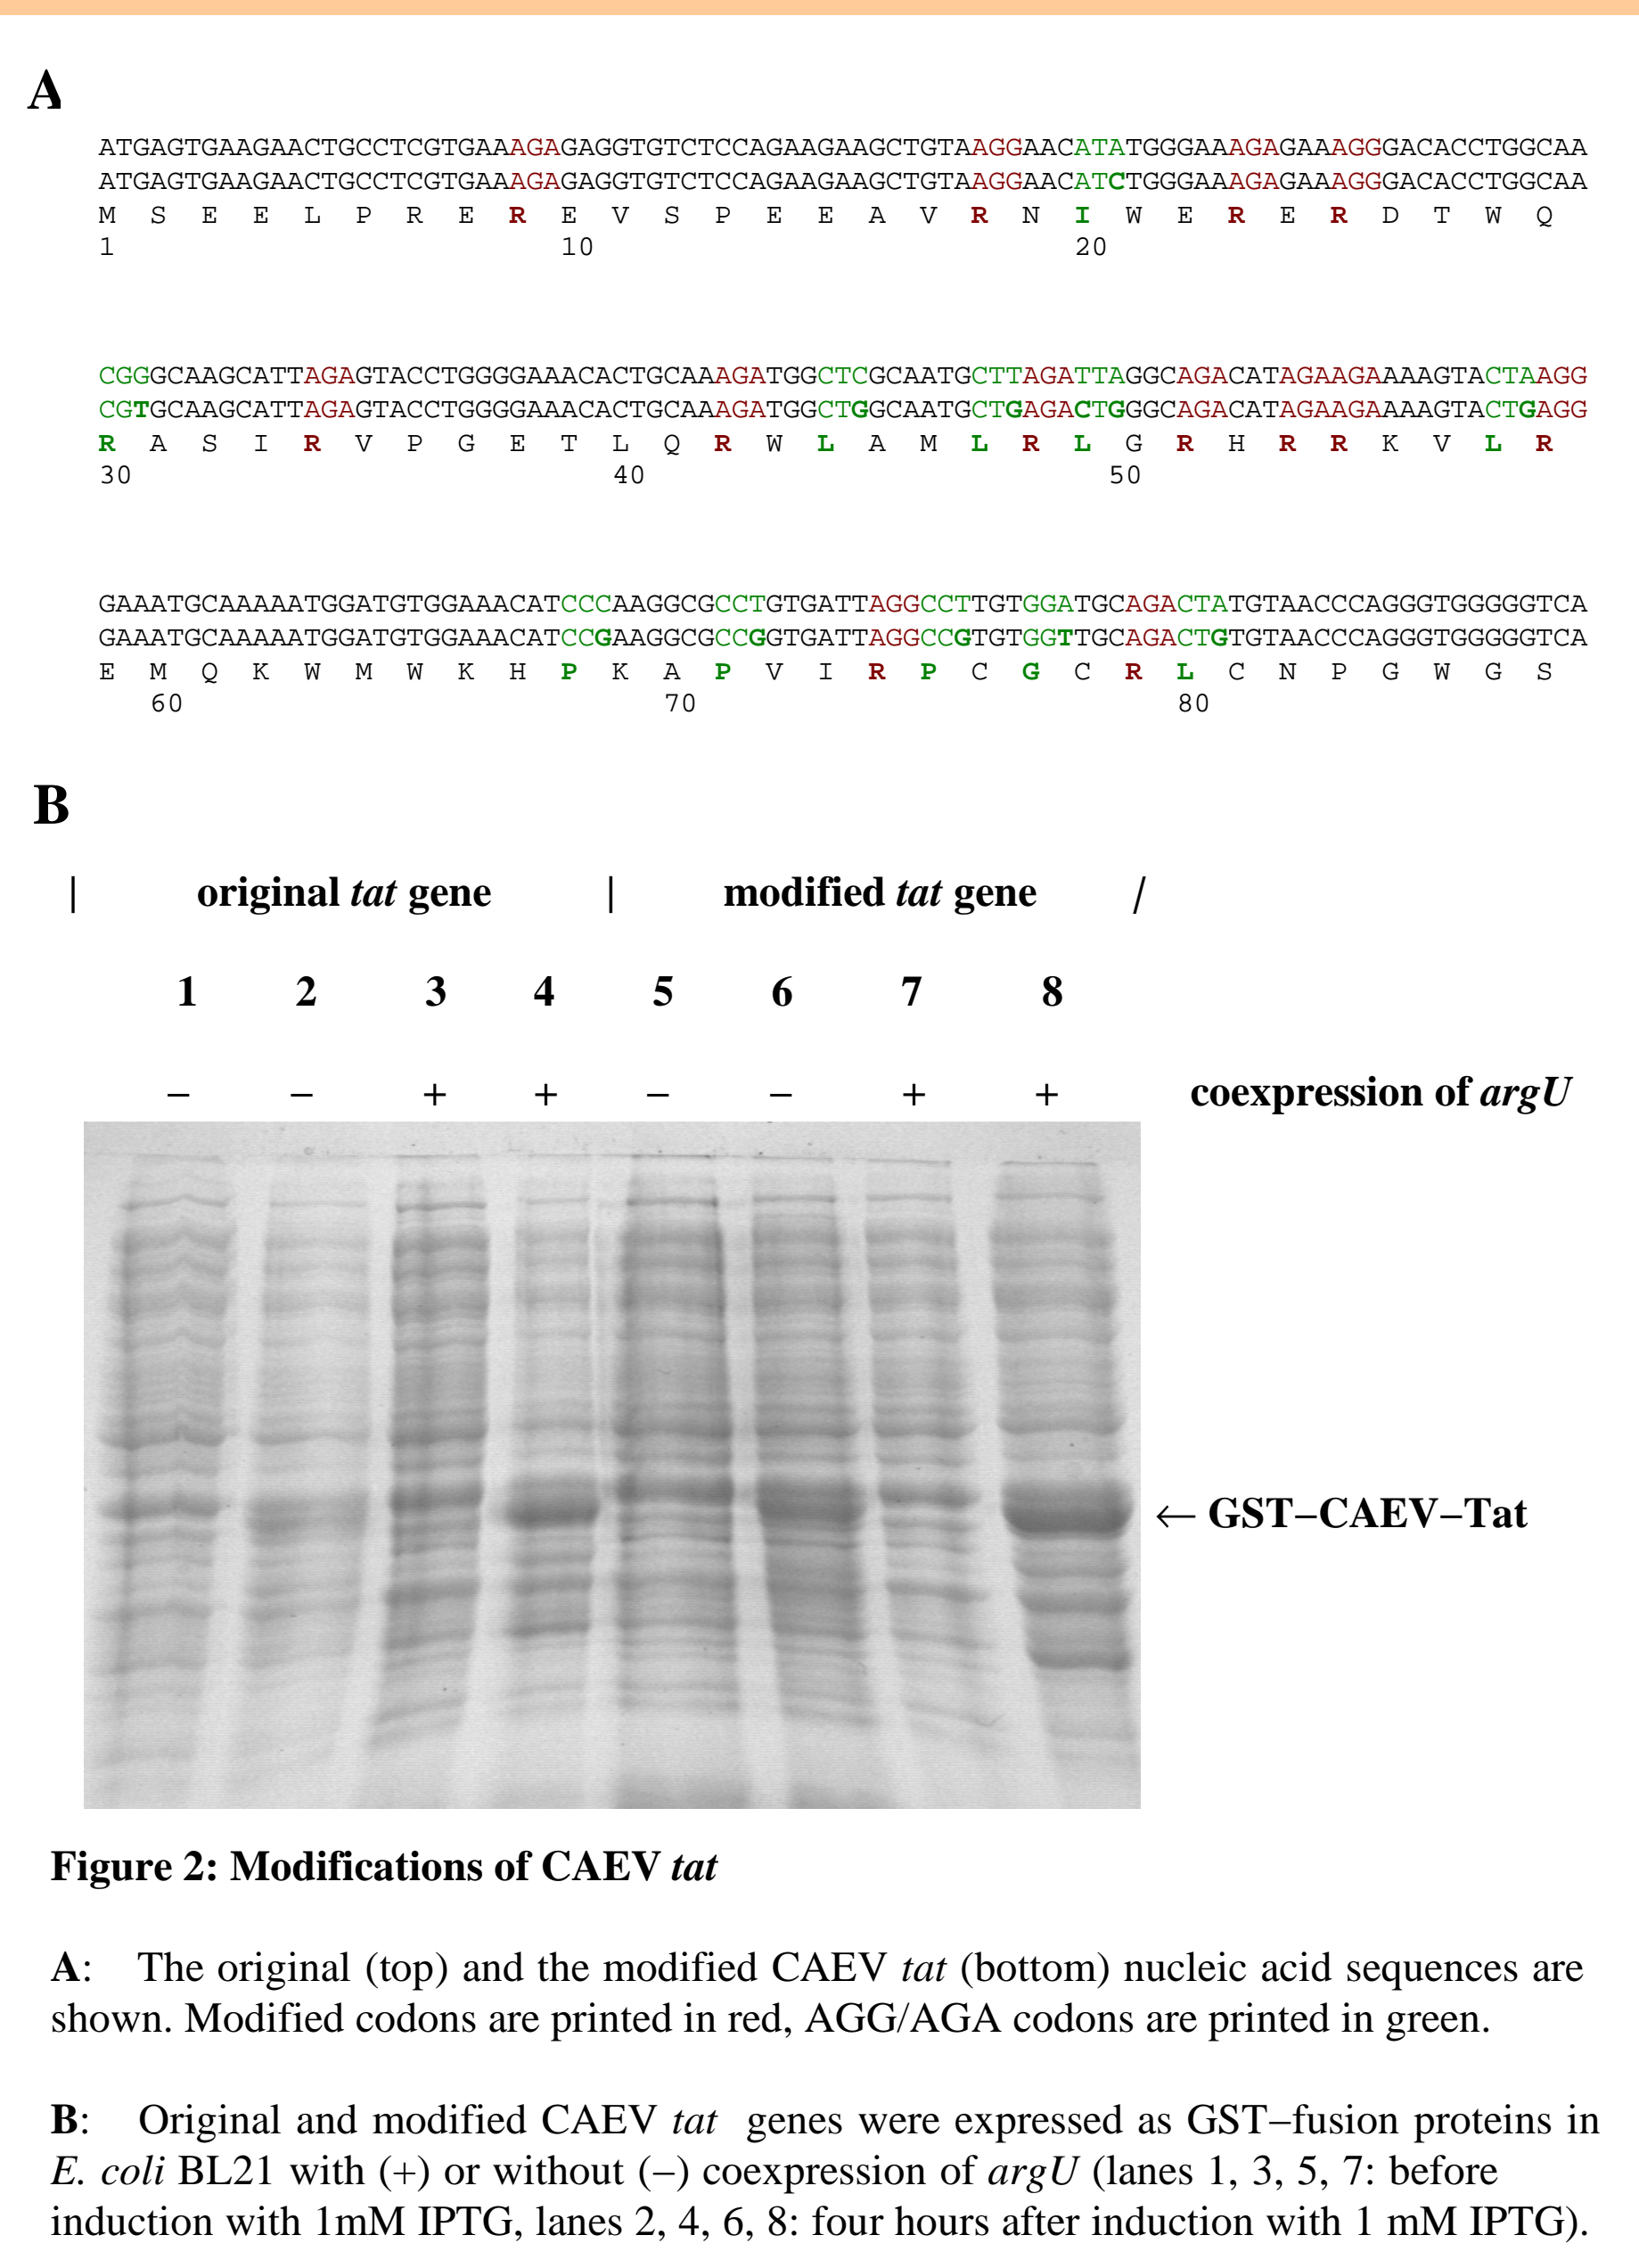 A
ATGAGTGAAGAACTGCCTCGTGAAAGAGAGGTGTCTCCAGAAGAAGCTGTAAGGAACATATGGGAAAGAGAAAGGGACACCTGGCAA
ATGAGTGAAGAACTGCCTCGTGAAAGAGAGGTGTCTCCAGAAGAAGCTGTAAGGAACATCTGGGAAAGAGAAAGGGACACCTGGCAA
M S E E L P R E R E V S P E E A V R N I W E R E R D T W Q
1 10 20
CGGGCAAGCATTAGAGTACCTGGGGAAACACTGCAAAGATGGCTCGCAATGCTTAGATTAGGCAGACATAGAAGAAAAGTACTAAGG
CGTGCAAGCATTAGAGTACCTGGGGAAACACTGCAAAGATGGCTGGCAATGCTGAGACTGGGCAGACATAGAAGAAAAGTACTGAGG
R A S I R V P G E T L Q R W L A M L R L G R H R R K V L R
30 40 50
GAAATGCAAAAATGGATGTGGAAACATCCCAAGGCGCCTGTGATTAGGCCTTGTGGATGCAGACTATGTAACCCAGGGTGGGGGTCA
GAAATGCAAAAATGGATGTGGAAACATCCGAAGGCGCCGGTGATTAGGCCGTGTGGTTGCAGACTGTGTAACCCAGGGTGGGGGTCA
E M Q K W M W K H P K A P V I R P C G C R L C N P G W G S
60 70 80
B
| original tat gene | modified tat gene /
1 2 3 4 5 6 7 8
− − + + − − + + coexpression of argU
← GST−CAEV−Tat
Figure 2: Modifications of CAEV tat
A: The original (top) and the modified CAEV tat (bottom) nucleic acid sequences are
shown. Modified codons are printed in red, AGG/AGA codons are printed in green.
B: Original and modified CAEV tat genes were expressed as GST−fusion proteins in
E. coli BL21 with (+) or without (−) coexpression of argU (lanes 1, 3, 5, 7: before
induction with 1mM IPTG, lanes 2, 4, 6, 8: four hours after induction with 1 mM IPTG).